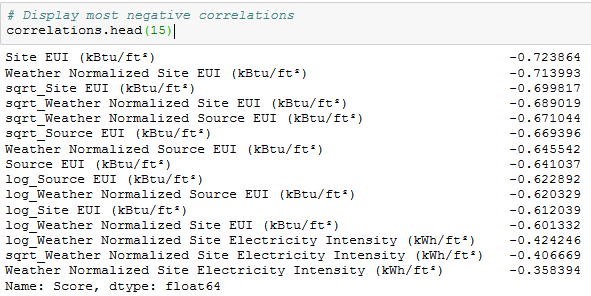 # Display most negative correlations
correlations.head(15)
Site EUI (kBtu/ft²) -0.723864
Weather Normalized Site EUI (kBtu/ft²) -0.713993
sqrt_Site EUI (kBtu/ft²) -0.699817
sqrt_Weather Normalized Site EUI (kBtu/ft²) -0.689019
sqrt_Weather Normalized Source EUI (kBtu/ft²) -0.671044
sqrt_Source EUI (kBtu/ft²) -0.669396
Weather Normalized Source EUI (kBtu/ft²) -0.645542
Source EUI (kBtu/ft²) -0.641037
log_Source EUI (kBtu/ft²) -0.622892
log_Weather Normalized Source EUI (kBtu/ft²) -0.620329
log_Site EUI (kBtu/ft²) -0.612039
log_Weather Normalized Site EUI (kBtu/ft²) -0.601332
log_Weather Normalized Site Electricity Intensity (kWh/ft²) -0.424246
sqrt_Weather Normalized Site Electricity Intensity (kWh/ft²) -0.406669
Weather Normalized Site Electricity Intensity (kWh/ft²) -0.358394
Name: Score, dtype: float64